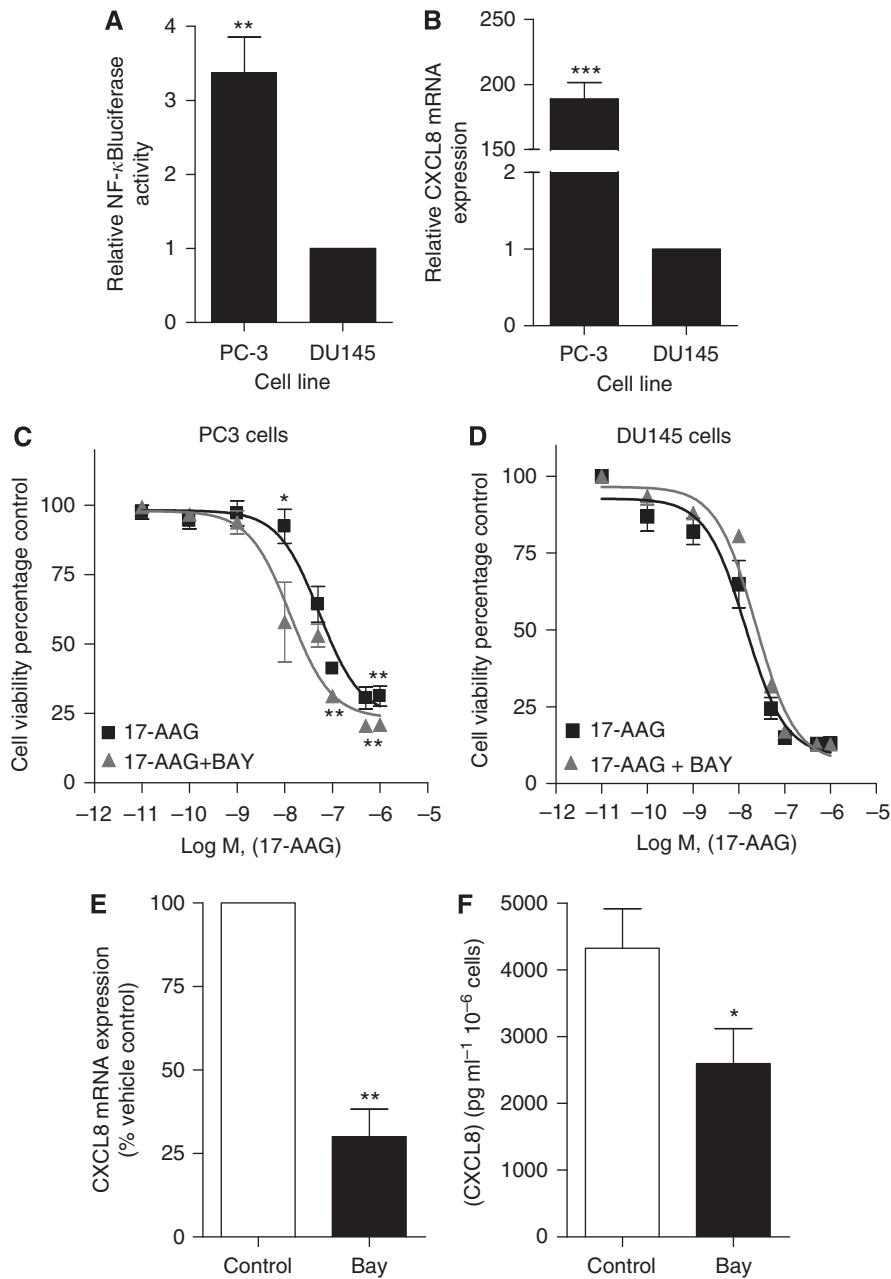 A
Relative NF-κBluciferase
activity
4
3
2
1
0
**
PC-3
DU145
Cell line
B
Relative CXCL8 mRNA
expression
250
200
150
2
1
0
***
PC-3
DU145
Cell line
C
PC3 cells
Cell viability percentage control
100
75
50
25
0
*
**
**
**
17-AAG
17-AAG+BAY
–12 –11 –10 –9 –8 –7 –6 –5
Log M, (17-AAG)
D
DU145 cells
Cell viability percentage control
100
75
50
25
0
17-AAG
17-AAG + BAY
–12 –11 –10 –9 –8 –7 –6 –5
Log M, (17-AAG)
E
CXCL8 mRNA expression
(% vehicle control)
100
75
50
25
0
**
Control
Bay
F
(CXCL8) (pg ml–1 10–6 cells)
5000
4000
3000
2000
1000
0
*
Control
Bay